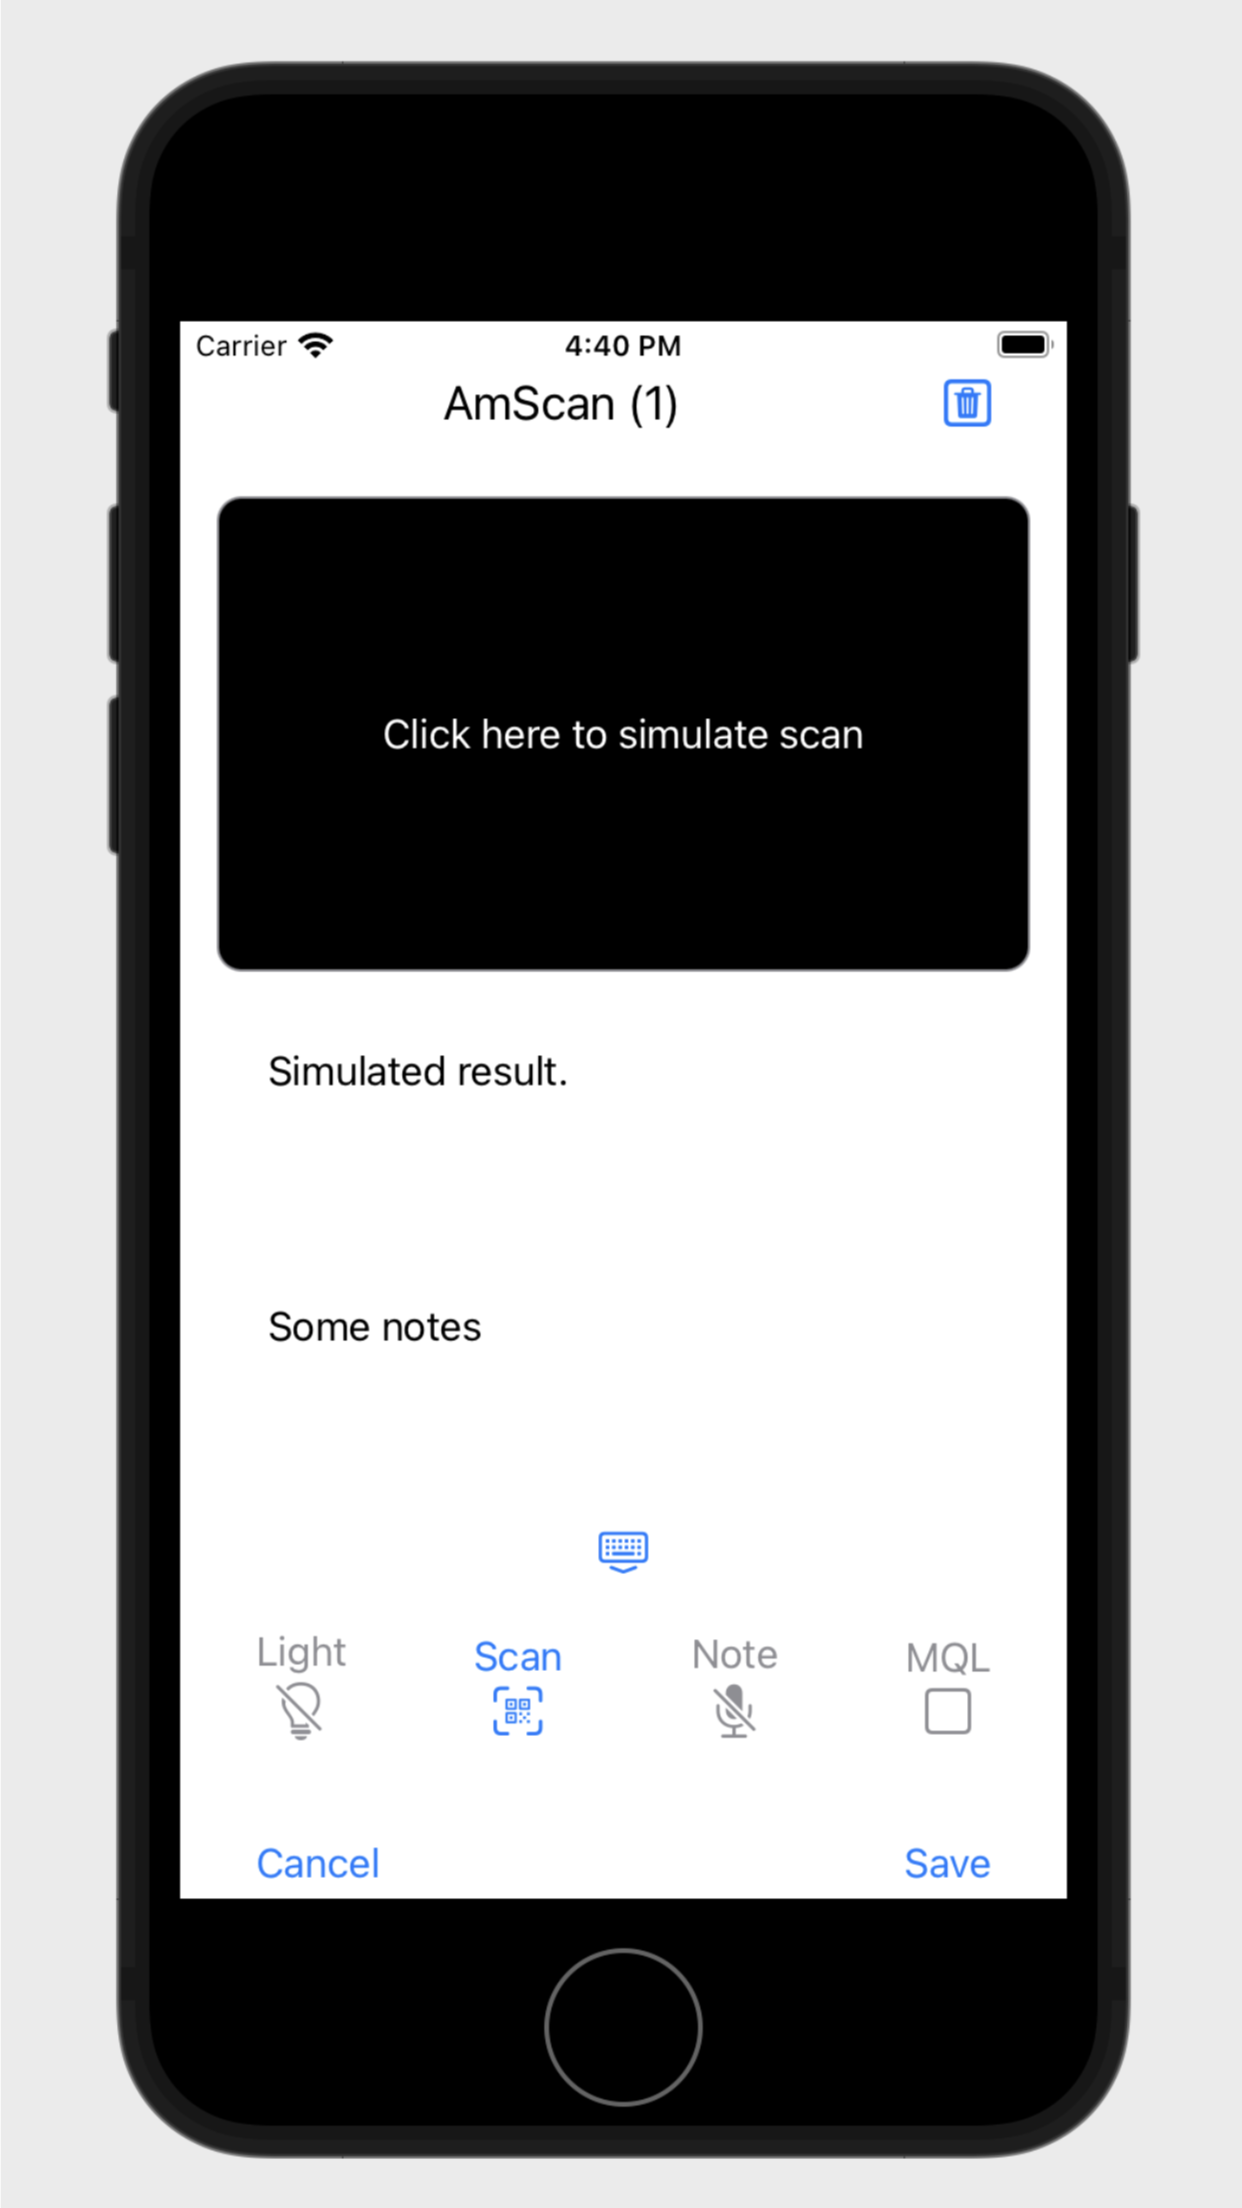 Carrier 4:40 PM
AmScan (1)
Click here to simulate scan
Simulated result.
Some notes
Light Scan Note MQL
Cancel Save